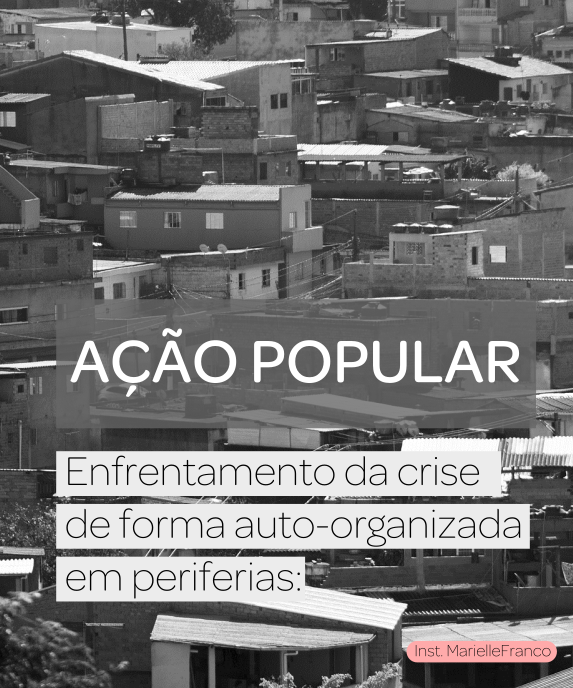 AÇÃO POPULAR
Enfrentamento da crise
de forma auto-organizada
em periferias:
Inst. MarielleFranco